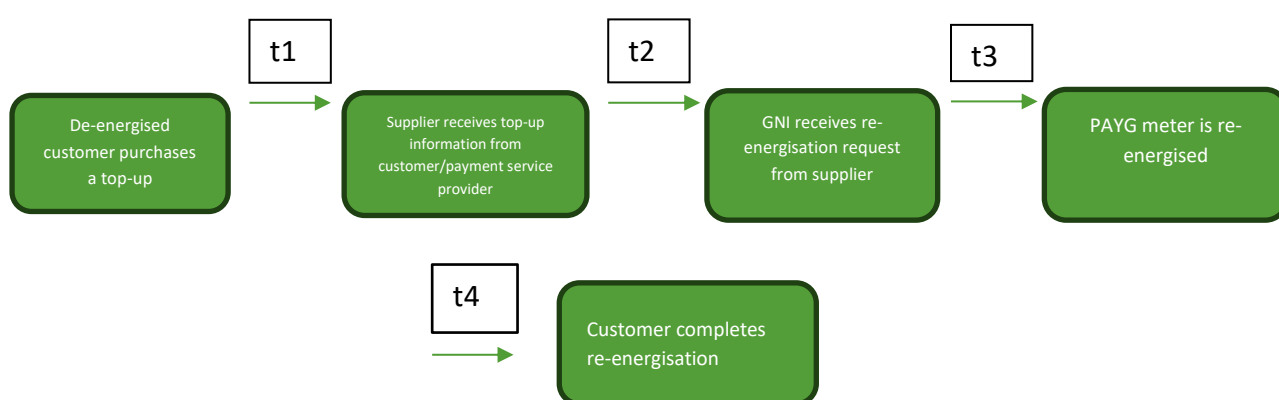 t1
t2
t3
De-energised
customer purchases
a top-up
Supplier receives top-up
information from
customer/payment service
provider
GNI receives re-
energisation request
from supplier
PAYG meter is re-
energised
t4
Customer completes
re-energisation